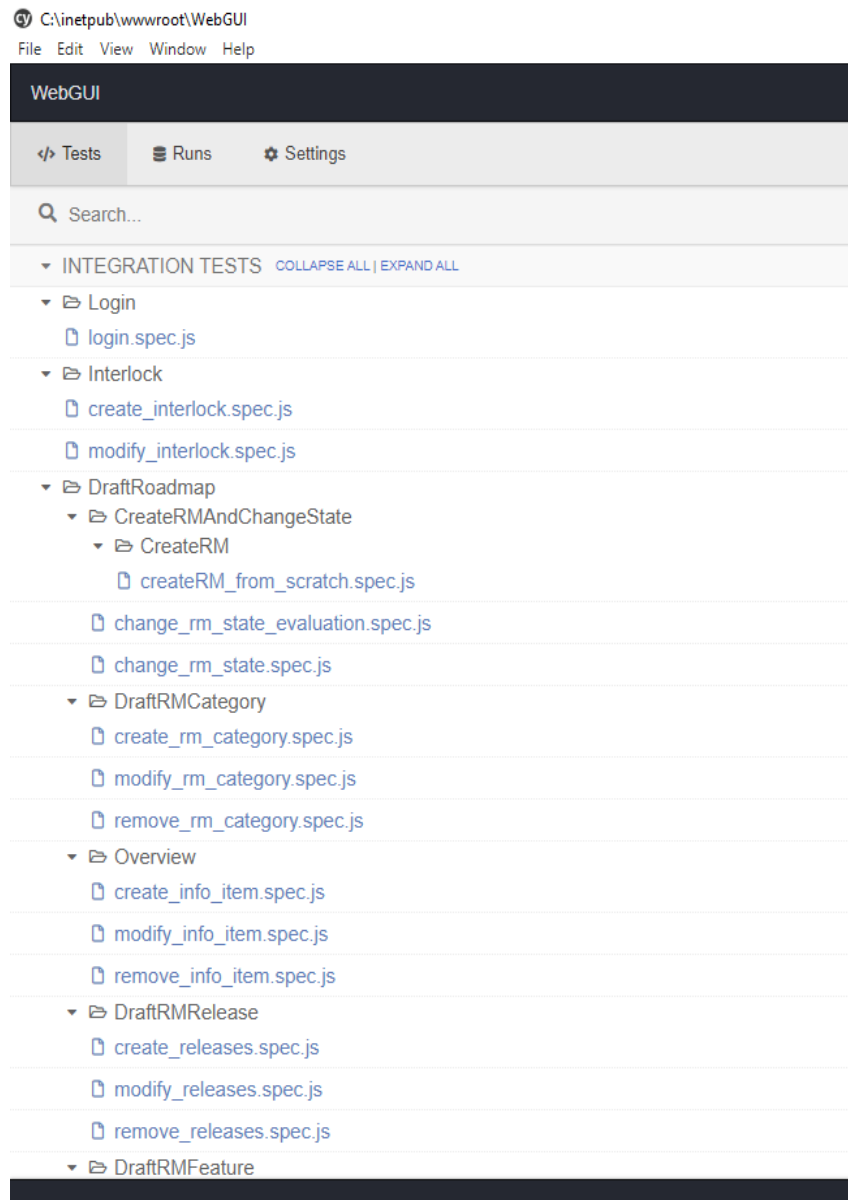 cy C:\inetpub\wwwroot\WebGUI
File Edit View Window Help
WebGUI
</> Tests Runs Settings
Search...
INTEGRATION TESTS COLLAPSE ALL | EXPAND ALL
Login
login.spec.js
Interlock
create_interlock.spec.js
modify_interlock.spec.js
DraftRoadmap
CreateRMAndChangeState
CreateRM
createRM_from_scratch.spec.js
change_rm_state_evaluation.spec.js
change_rm_state.spec.js
DraftRMCategory
create_rm_category.spec.js
modify_rm_category.spec.js
remove_rm_category.spec.js
Overview
create_info_item.spec.js
modify_info_item.spec.js
remove_info_item.spec.js
DraftRMRelease
create_releases.spec.js
modify_releases.spec.js
remove_releases.spec.js
DraftRMFeature